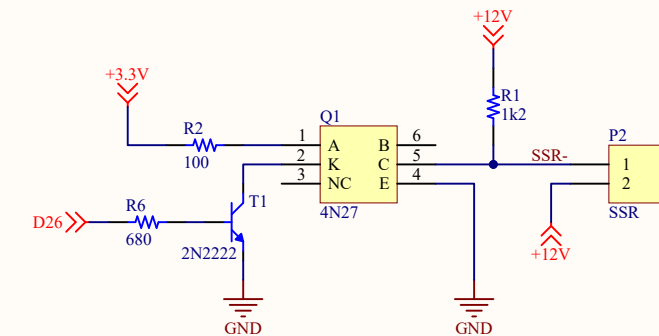 +12V
+3.3V
R1
1k2
Q1
R2
100
1 A B 6
2 K C 5
3 NC E 4
4N27
SSR-
P2
1
2
SSR
+12V
D26
R6
680
T1
2N2222
GND
GND